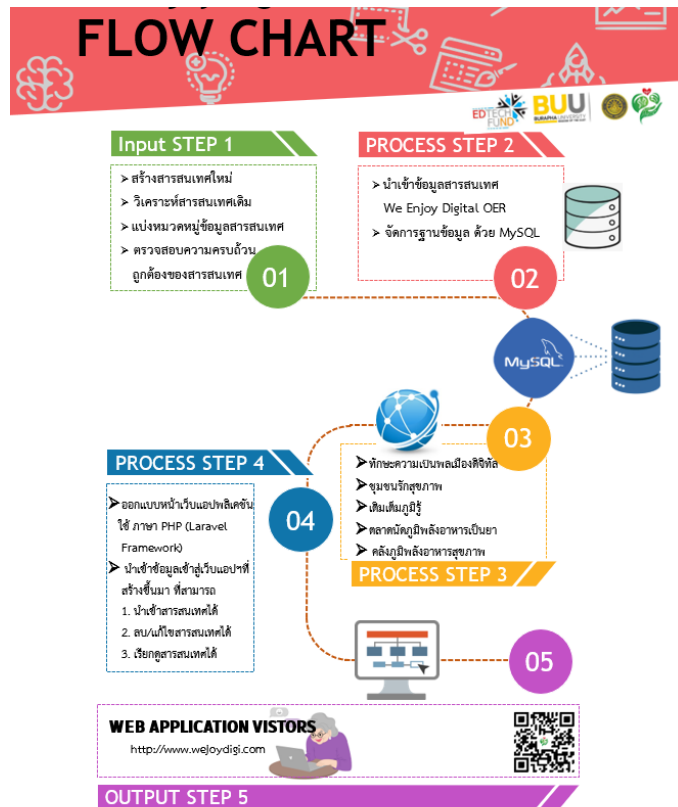 FLOW CHART
EDTECH
FUND
BUU
BURAPHA UNIVERSITY
Input STEP 1
➢ สร้างสารสนเทศใหม่
➢ วิเคราะห์สารสนเทศเดิม
➢ แบ่งหมวดหมู่ข้อมูลสารสนเทศ
➢ ตรวจสอบความครบถ้วน
ถูกต้องของสารสนเทศ
01
PROCESS STEP 2
➢ นำเข้าข้อมูลสารสนเทศ
We Enjoy Digital OER
➢ จัดการฐานข้อมูล ด้วย MySQL
02
MySQL
03
➢ ทักษะความเป็นพลเมืองดิจิทัล
➢ ชุมชนรักสุขภาพ
➢ เติมเต็มภูมิรู้
➢ ตลาดนัดภูมิพลังอาหารเป็นยา
➢ คลังภูมิพลังอาหารสุขภาพ
PROCESS STEP 3
PROCESS STEP 4
➢ ออกแบบหน้าเว็บแอปพลิเคชัน
ใช้ ภาษา PHP (Laravel
Framework)
➢ นำเข้าข้อมูลเข้าสู่เว็บแอปฯที่
สร้างขึ้นมา ที่สามารถ
1. นำเข้าสารสนเทศได้
2. ลบ/แก้ไขสารสนเทศได้
3. เรียกดูสารสนเทศได้
04
05
WEB APPLICATION VISTORS
http://www.weJoydigi.com
OUTPUT STEP 5